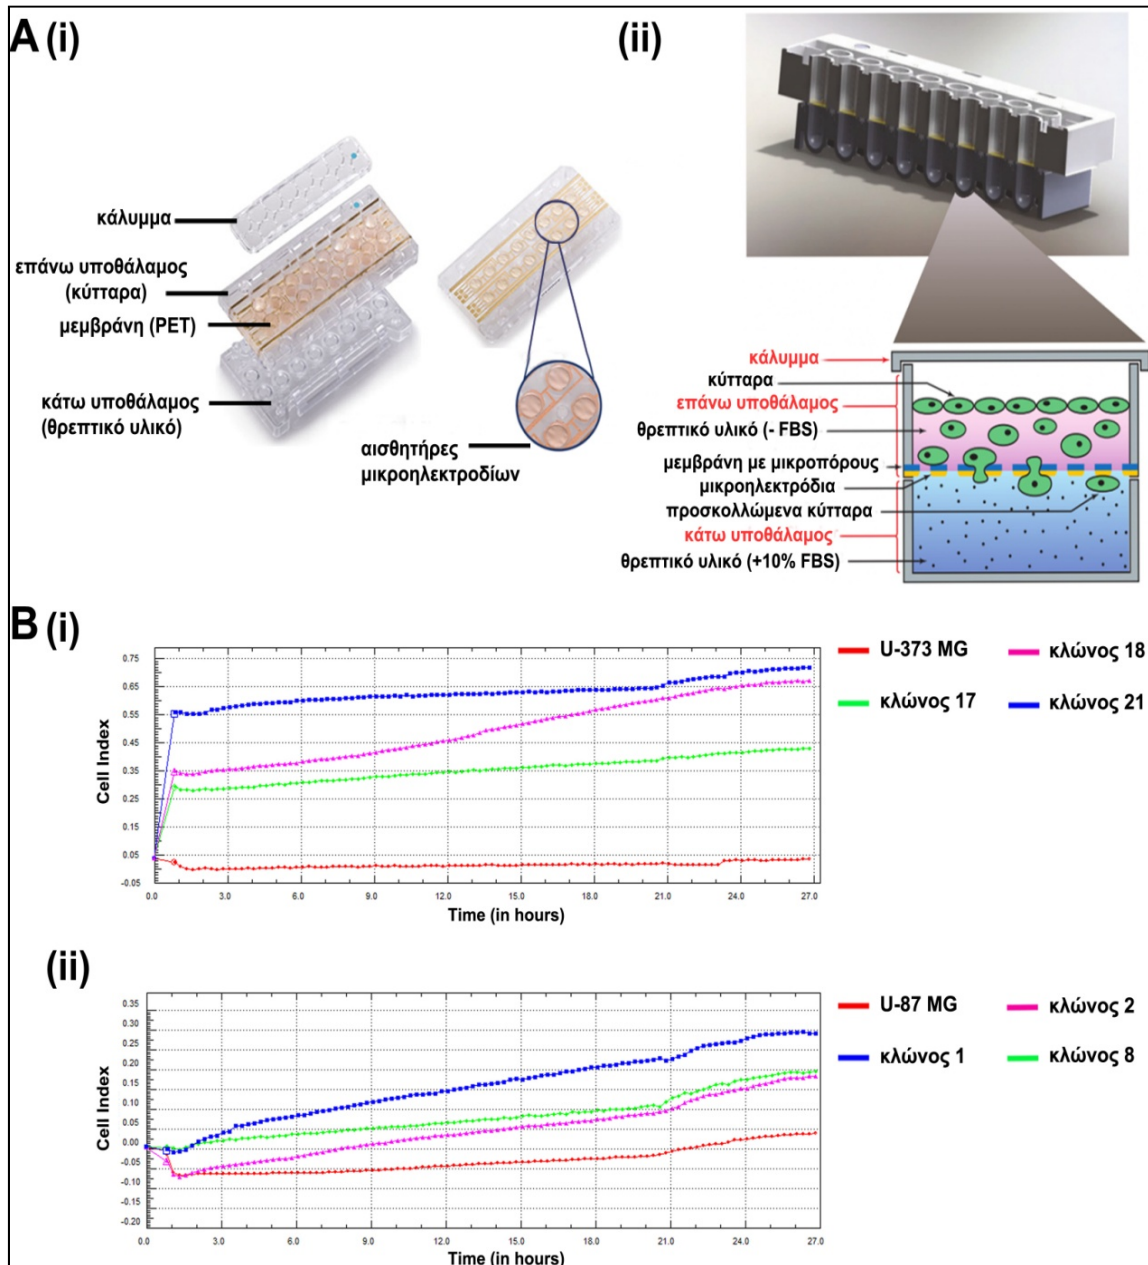 A (i)
κάλυμμα
επάνω υποθάλαμος
(κύτταρα)
μεμβράνη (PET)
κάτω υποθάλαμος
(θρεπτικό υλικό)
αισθητήρες
μικροηλεκτροδίων
(ii)
κάλυμμα
κύτταρα
επάνω υποθάλαμος
θρεπτικό υλικό (- FBS)
μεμβράνη με μικροπόρους
μικροηλεκτρόδια
προσκολλώμενα κύτταρα
κάτω υποθάλαμος
θρεπτικό υλικό (+10% FBS)
B (i)
Cell Index
0.75
0.65
0.55
0.45
0.35
0.25
0.15
0.05
-0.05
0.0 3.0 6.0 9.0 12.0 15.0 18.0 21.0 24.0 27.0
Time (in hours)
U-373 MG
κλώνος 18
κλώνος 17
κλώνος 21
(ii)
Cell Index
0.35
0.30
0.25
0.20
0.15
0.10
0.05
0.00
-0.05
-0.10
-0.15
-0.20
0.0 3.0 6.0 9.0 12.0 15.0 18.0 21.0 24.0 27.0
Time (in hours)
U-87 MG
κλώνος 2
κλώνος 1
κλώνος 8